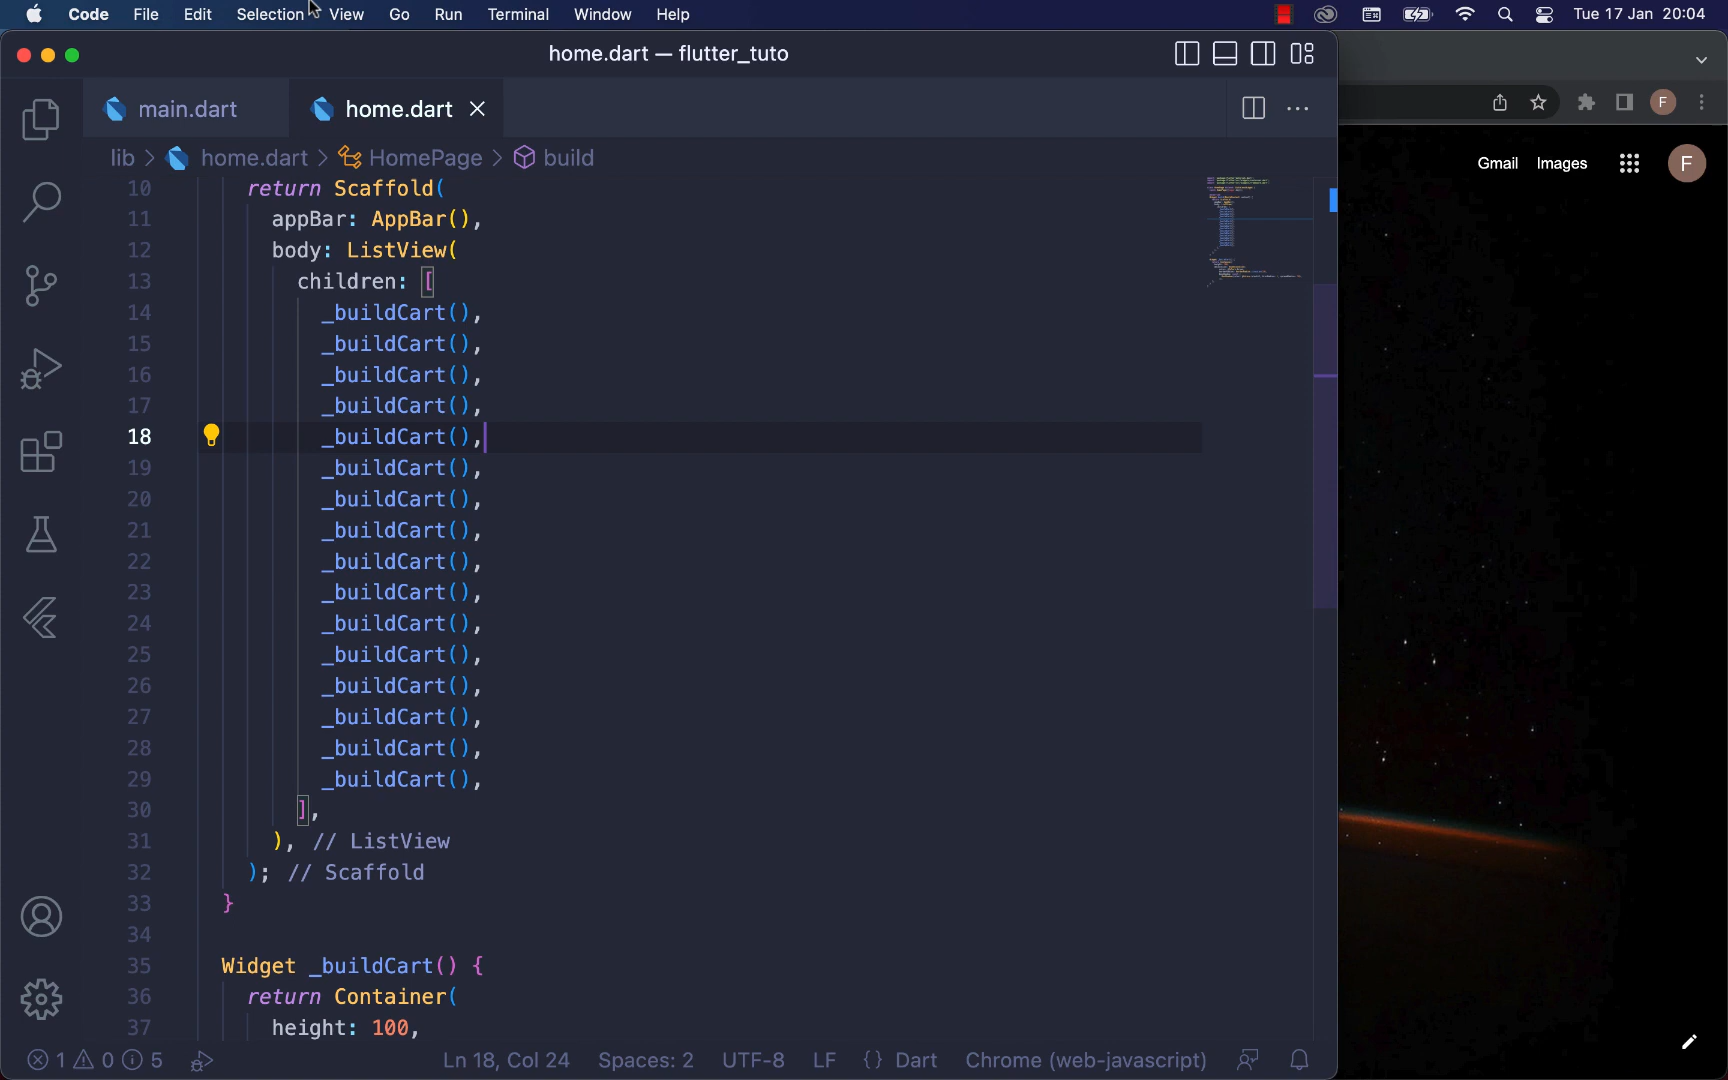 Code File Edit Selection View Go Run Terminal Window Help Tue 17 Jan 20:04
home.dart — flutter_tuto
main.dart home.dart
F
lib > home.dart > HomePage > build
Gmail Images F
10 return Scaffold(
11 appBar: AppBar(),
12 body: ListView(
13 children: [
14 _buildCart(),
15 _buildCart(),
16 _buildCart(),
17 _buildCart(),
18 _buildCart(),
19 _buildCart(),
20 _buildCart(),
21 _buildCart(),
22 _buildCart(),
23 _buildCart(),
24 _buildCart(),
25 _buildCart(),
26 _buildCart(),
27 _buildCart(),
28 _buildCart(),
29 _buildCart(),
30 ],
31 ), // ListView
32 ); // Scaffold
33 }
34
35 Widget _buildCart() {
36 return Container(
37 height: 100,
1 0 5 Ln 18, Col 24 Spaces: 2 UTF-8 LF {} Dart Chrome (web-javascript)